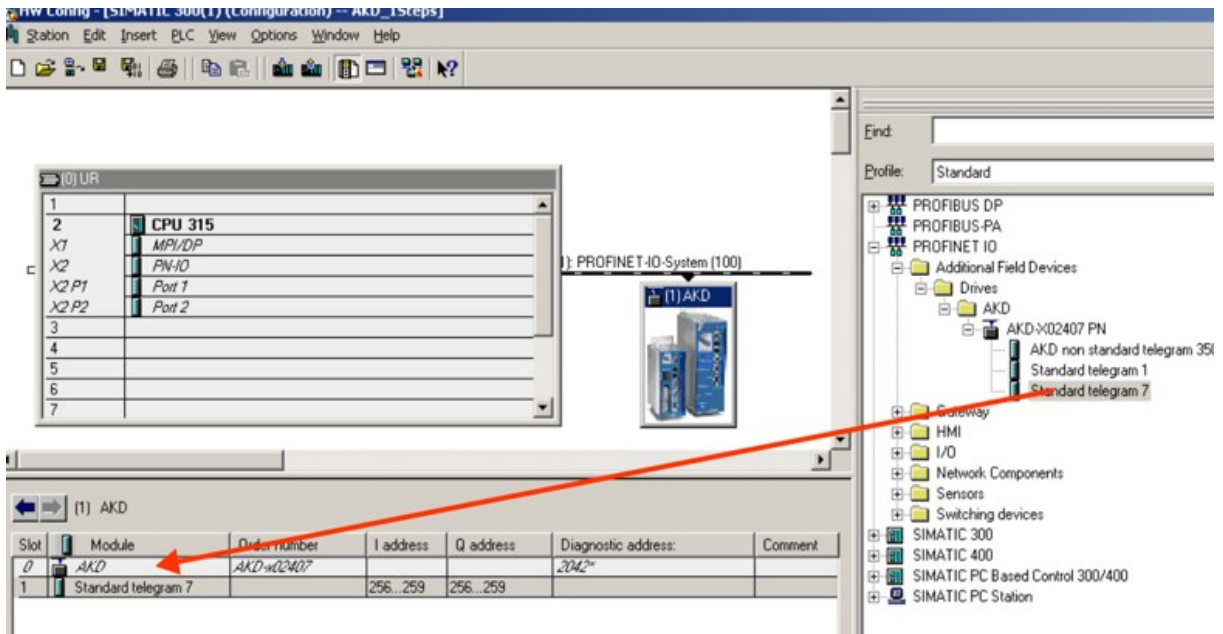 HW Config - [SIMATIC 300(1) (Configuration) -- AKD_1Steps]
Station Edit Insert PLC View Options Window Help
(0) UR
1
2 CPU 315
X1 MPI/DP
X2 PN-IO
X2 P1 Port 1
X2 P2 Port 2
3
4
5
6
7
1): PROFINET-IO-System (100)
(1) AKD
Find:
Profile: Standard
PROFIBUS DP
PROFIBUS-PA
PROFINET IO
Additional Field Devices
Drives
AKD
AKD-X02407 PN
AKD non standard telegram 350
Standard telegram 1
Standard telegram 7
Gateway
HMI
I/O
Network Components
Sensors
Switching devices
SIMATIC 300
SIMATIC 400
SIMATIC PC Based Control 300/400
SIMATIC PC Station
(1) AKD
Slot Module Order number I address Q address Diagnostic address: Comment
0 AKD AKD-x02407 2042*
1 Standard telegram 7 256...259 256...259